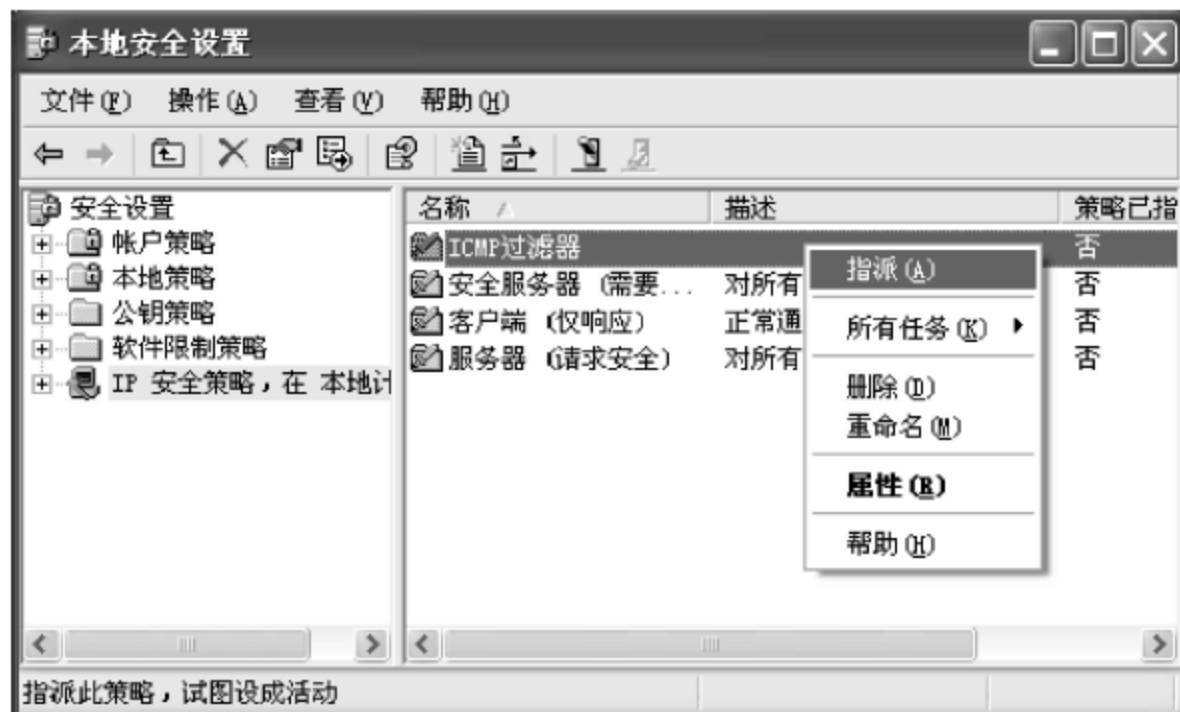 本地安全设置
文件(F) 操作(A) 查看(V) 帮助(H)
安全设置
帐户策略
本地策略
公钥策略
软件限制策略
IP 安全策略，在 本地计
名称 描述 策略已指
ICMP过滤器 否
安全服务器 (需要... 对所有 否
客户端 (仅响应) 正常通 否
服务器 (请求安全) 对所有 否
指派(A)
所有任务(K)
删除(D)
重命名(M)
属性(R)
帮助(H)
指派此策略，试图设成活动